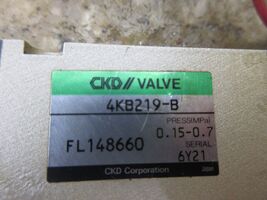 CKD// VALVE
4KB219-B
PRESS(MPa)
FL148660 0.15-0.7
SERIAL
6Y21
CKD Corporation